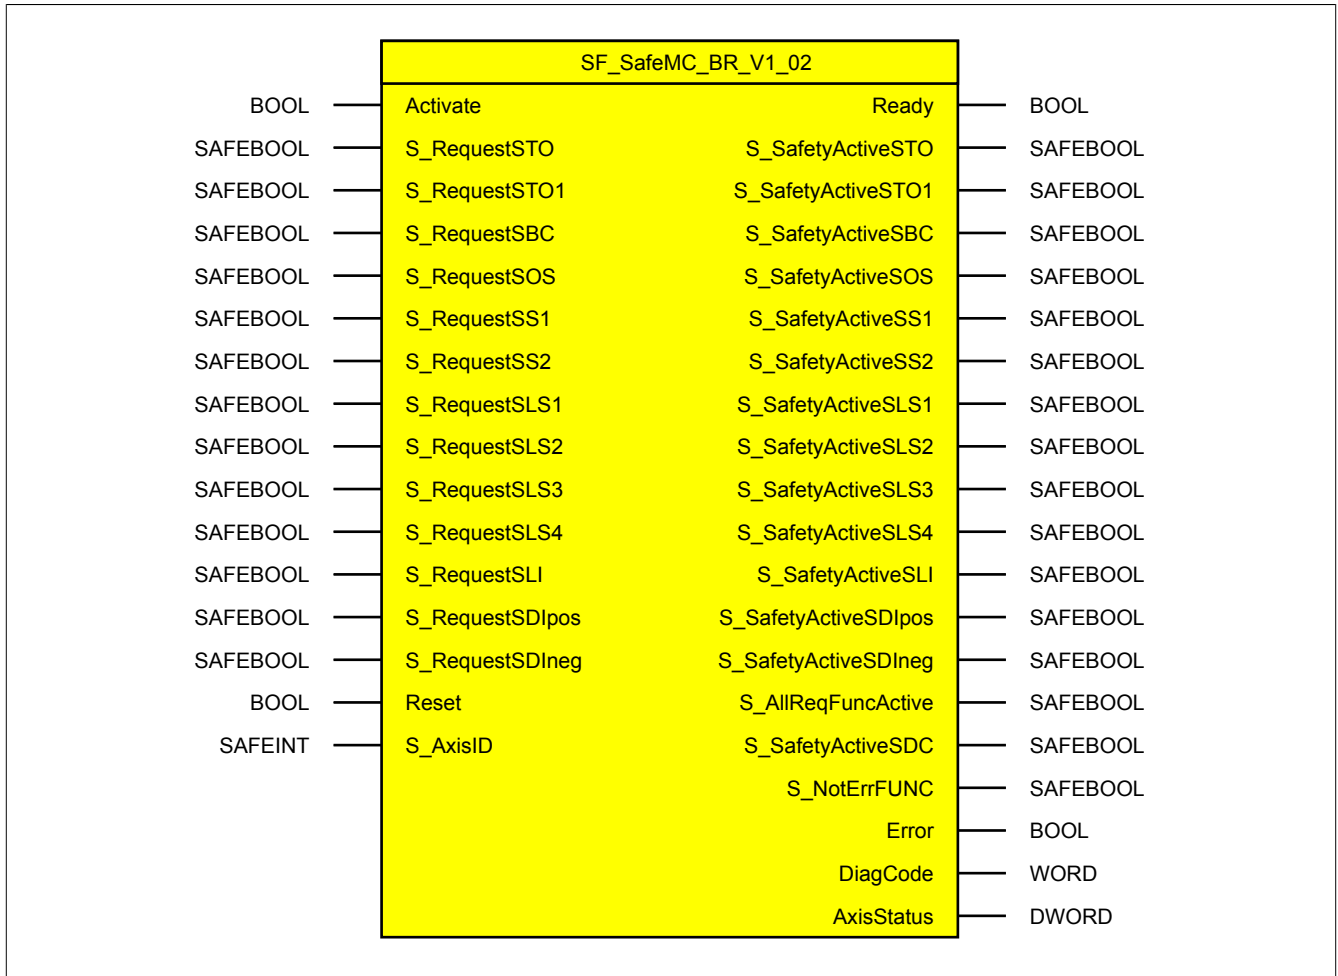 SF_SafeMC_BR_V1_02
BOOL Activate Ready BOOL
SAFEBOOL S_RequestSTO S_SafetyActiveSTO SAFEBOOL
SAFEBOOL S_RequestSTO1 S_SafetyActiveSTO1 SAFEBOOL
SAFEBOOL S_RequestSBC S_SafetyActiveSBC SAFEBOOL
SAFEBOOL S_RequestSOS S_SafetyActiveSOS SAFEBOOL
SAFEBOOL S_RequestSS1 S_SafetyActiveSS1 SAFEBOOL
SAFEBOOL S_RequestSS2 S_SafetyActiveSS2 SAFEBOOL
SAFEBOOL S_RequestSLS1 S_SafetyActiveSLS1 SAFEBOOL
SAFEBOOL S_RequestSLS2 S_SafetyActiveSLS2 SAFEBOOL
SAFEBOOL S_RequestSLS3 S_SafetyActiveSLS3 SAFEBOOL
SAFEBOOL S_RequestSLS4 S_SafetyActiveSLS4 SAFEBOOL
SAFEBOOL S_RequestSLI S_SafetyActiveSLI SAFEBOOL
SAFEBOOL S_RequestSDIpos S_SafetyActiveSDIpos SAFEBOOL
SAFEBOOL S_RequestSDIneg S_SafetyActiveSDIneg SAFEBOOL
BOOL Reset S_AllReqFuncActive SAFEBOOL
SAFEINT S_AxisID S_SafetyActiveSDC SAFEBOOL
S_NotErrFUNC SAFEBOOL
Error BOOL
DiagCode WORD
AxisStatus DWORD